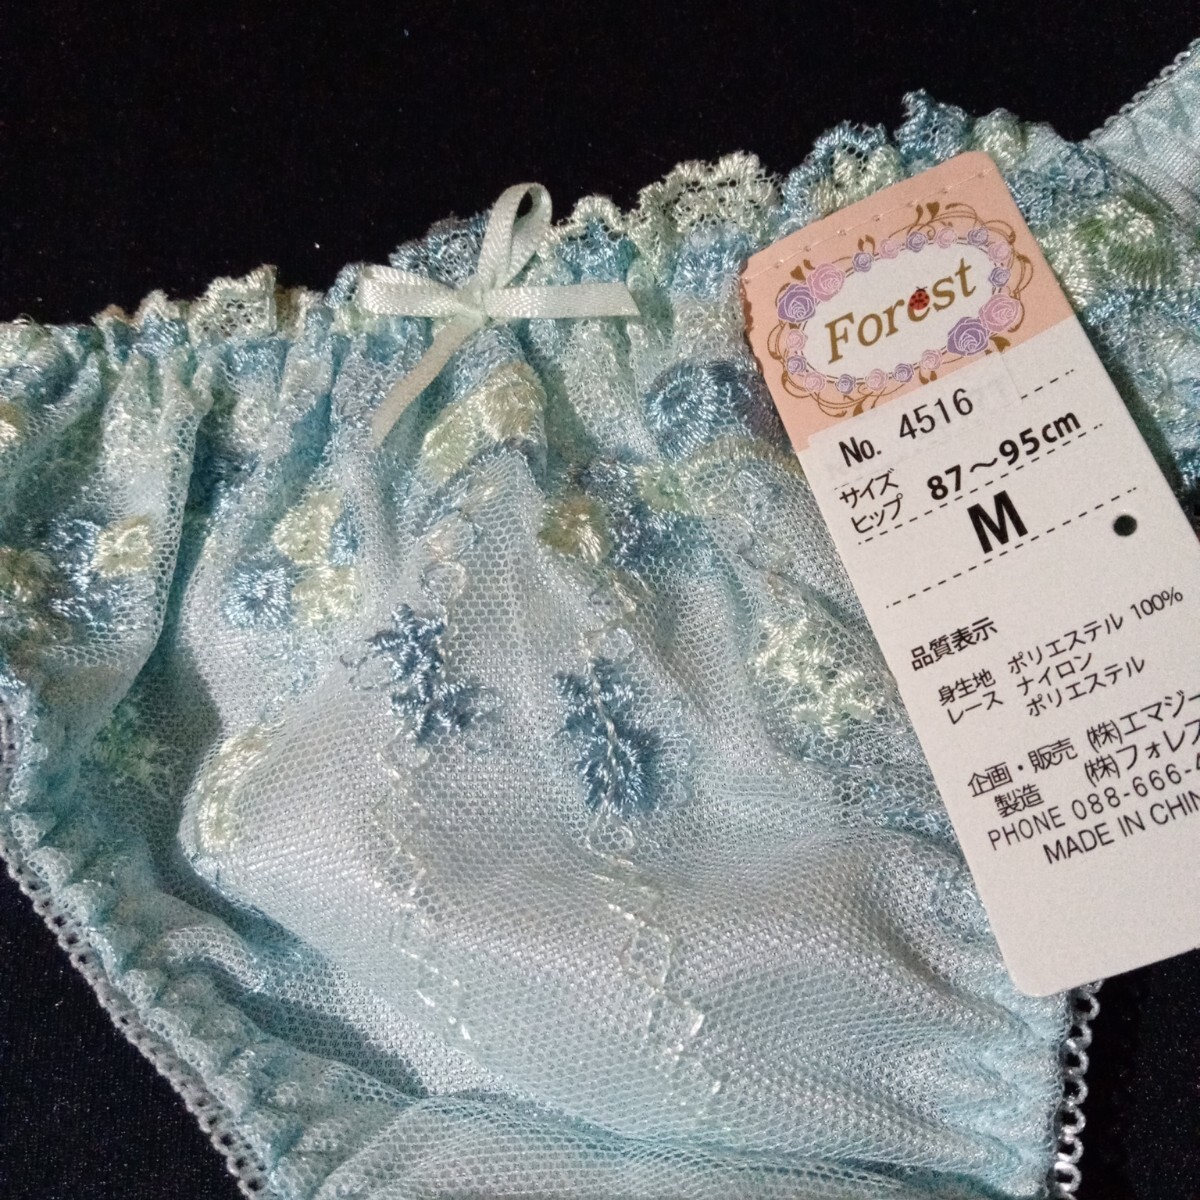 Forest
No. 4516
サイズ
ヒップ 87～95cm
M
品質表示
身生地 ポリエステル 100%
レース ナイロン
ポリエステル
企画・販売 ㈱エマジー
製造 ㈱フォレス
PHONE 088-666-4
MADE IN CHIN